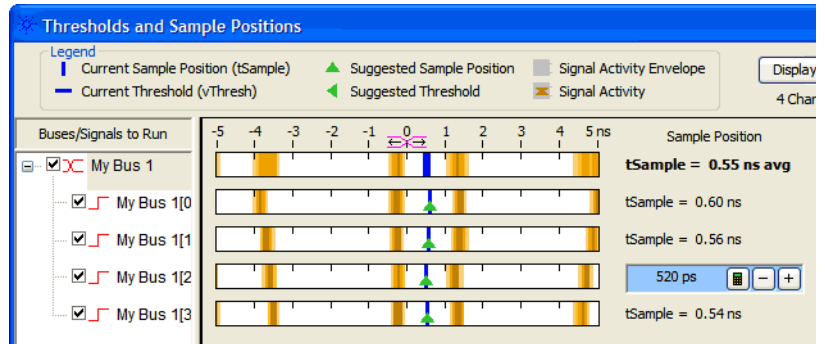 Thresholds and Sample Positions
Legend
Current Sample Position (tSample) Suggested Sample Position Signal Activity Envelope
Current Threshold (vThresh) Suggested Threshold Signal Activity
Display
4 Char
Buses/Signals to Run -5 -4 -3 -2 -1 0 1 2 3 4 5 ns Sample Position
My Bus 1 tSample = 0.55 ns avg
My Bus 1[0 tSample = 0.60 ns
My Bus 1[1 tSample = 0.56 ns
My Bus 1[2 520 ps - +
My Bus 1[3 tSample = 0.54 ns